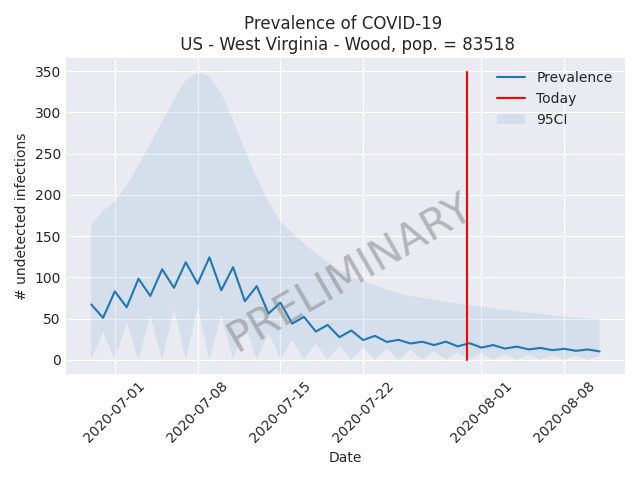 Prevalence of COVID-19
US - West Virginia - Wood, pop. = 83518
# undetected infections
350
300
250
200
150
100
50
0
Prevalence
Today
95CI
PRELIMINARY
2020-07-01
2020-07-08
2020-07-15
2020-07-22
2020-08-01
2020-08-08
Date